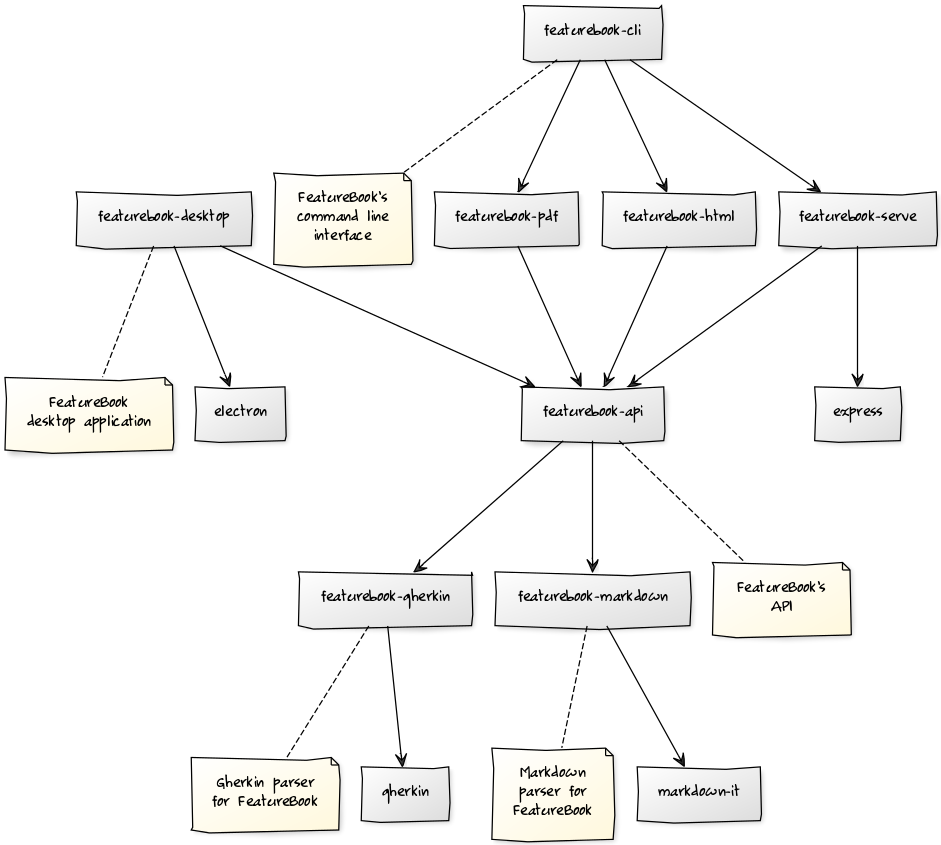 featurebook-cli
FeatureBook's
command line
interface
featurebook-desktop
featurebook-pdf
featurebook-html
featurebook-serve
FeatureBook
desktop application
electron
featurebook-api
express
featurebook-gherkin
featurebook-markdown
FeatureBook's
API
Gherkin parser
for FeatureBook
gherkin
Markdown
parser for
FeatureBook
markdown-it